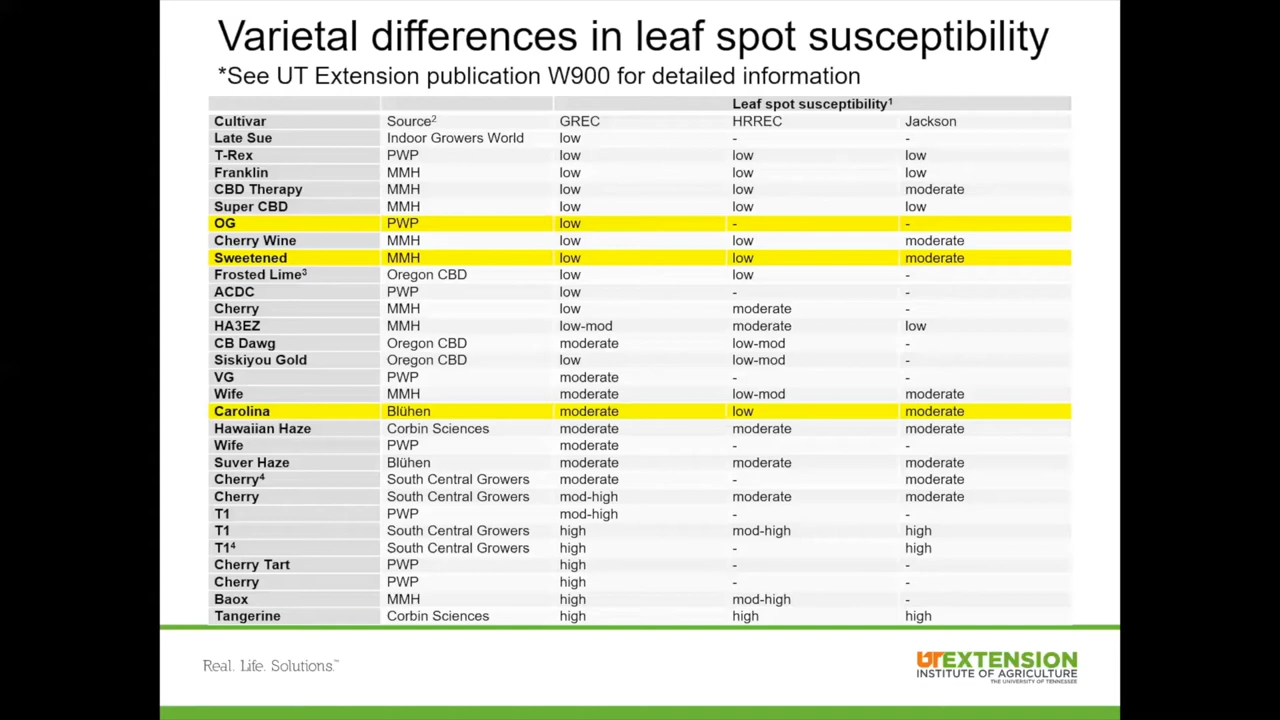 Varietal differences in leaf spot susceptibility
*See UT Extension publication W900 for detailed information
Leaf spot susceptibility¹
Cultivar Source² GREC HRREC Jackson
Late Sue Indoor Growers World low - -
T-Rex PWP low low low
Franklin MMH low low low
CBD Therapy MMH low low moderate
Super CBD MMH low low low
OG PWP low - -
Cherry Wine MMH low low moderate
Sweetened MMH low low moderate
Frosted Lime³ Oregon CBD low low -
ACDC PWP low - -
Cherry MMH low moderate -
HA3EZ MMH low-mod moderate low
CB Dawg Oregon CBD moderate low-mod -
Siskiyou Gold Oregon CBD low low-mod -
VG PWP moderate - -
Wife MMH moderate low-mod moderate
Carolina Blühen moderate low moderate
Hawaiian Haze Corbin Sciences moderate moderate moderate
Wife PWP moderate - -
Suver Haze Blühen moderate moderate moderate
Cherry⁴ South Central Growers moderate - moderate
Cherry South Central Growers mod-high moderate moderate
T1 PWP mod-high - -
T1 South Central Growers high mod-high high
T1⁴ South Central Growers high - high
Cherry Tart PWP high - -
Cherry PWP high - -
Baox MMH high mod-high -
Tangerine Corbin Sciences high high high
Real. Life. Solutions.™
UTEXTENSION
INSTITUTE OF AGRICULTURE
THE UNIVERSITY OF TENNESSEE